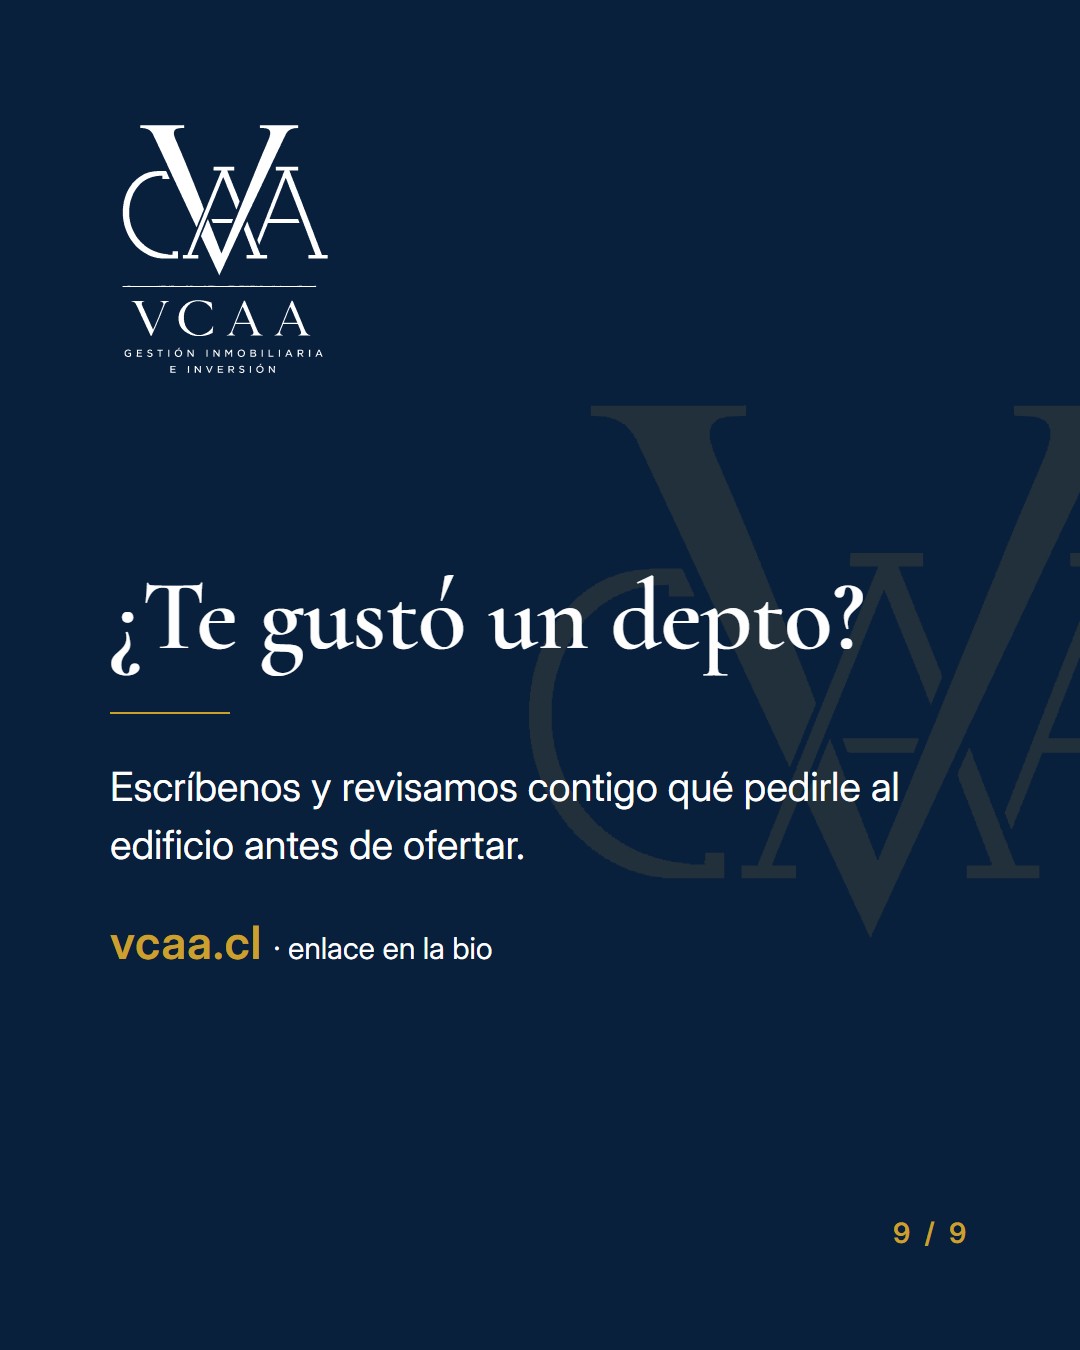 VCAA
VCAA
GESTIÓN INMOBILIARIA
E INVERSIÓN
¿Te gustó un depto?
Escríbenos y revisamos contigo qué pedirle al
edificio antes de ofertar.
vcaa.cl · enlace en la bio
9 / 9